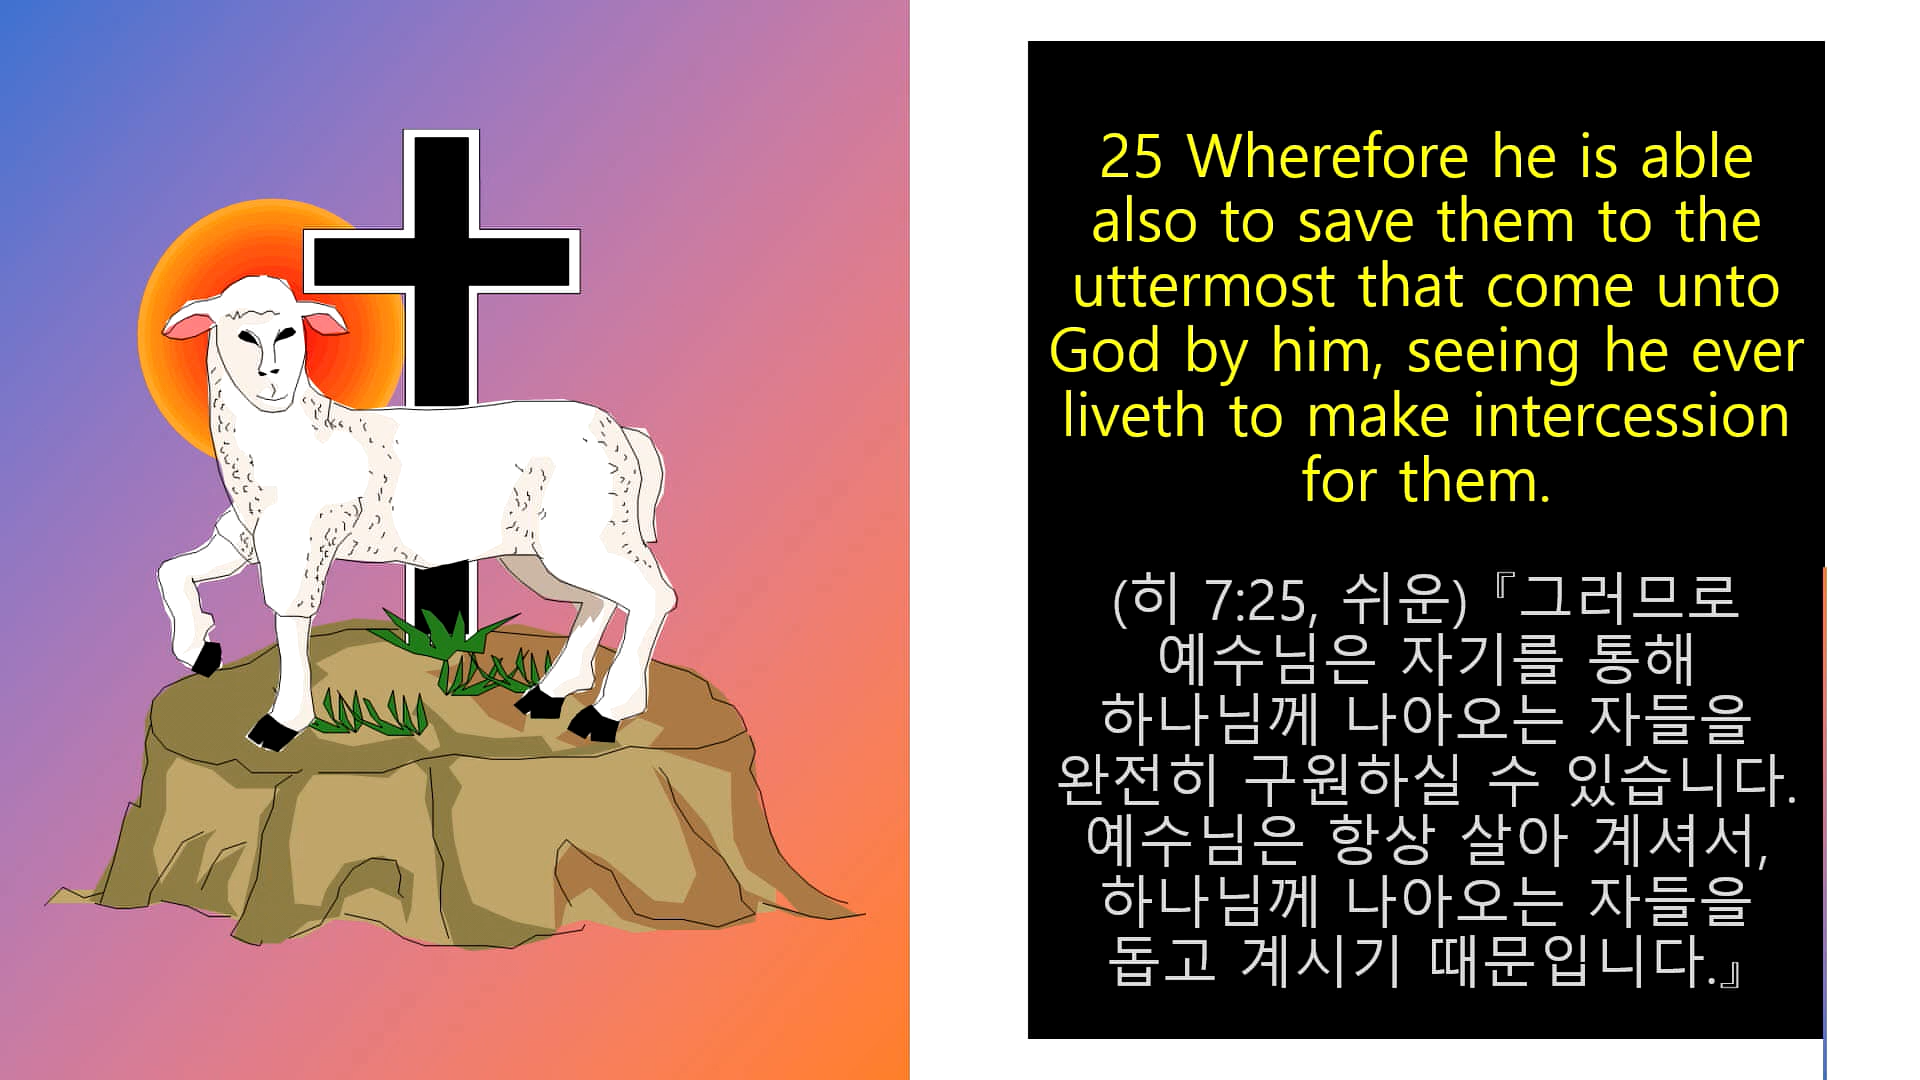 25 Wherefore he is able
also to save them to the
uttermost that come unto
God by him, seeing he ever
liveth to make intercession
for them.
(히 7:25, 쉬운)『그러므로
예수님은 자기를 통해
하나님께 나아오는 자들을
완전히 구원하실 수 있습니다.
예수님은 항상 살아 계셔서,
하나님께 나아오는 자들을
돕고 계시기 때문입니다.』